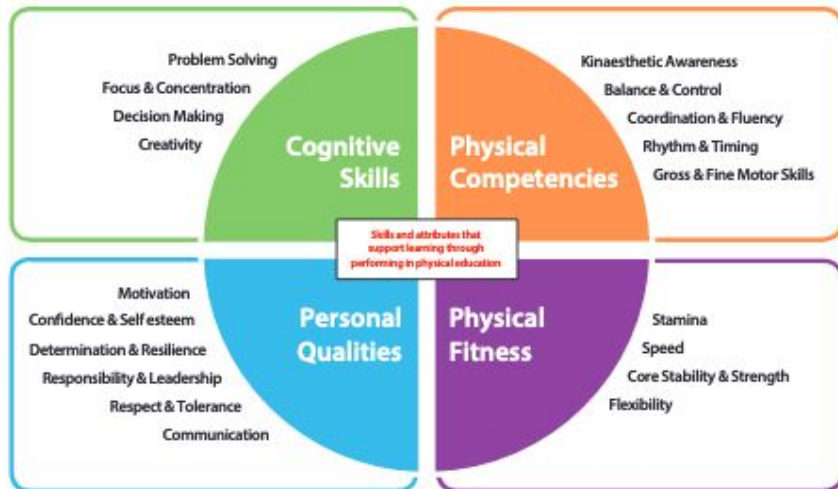 Problem Solving
Focus & Concentration
Decision Making
Creativity
Cognitive
Skills
Kinaesthetic Awareness
Balance & Control
Coordination & Fluency
Rhythm & Timing
Gross & Fine Motor Skills
Physical
Competencies
Skills and attributes that
support learning through
performing in physical education
Motivation
Confidence & Self esteem
Determination & Resilience
Responsibility & Leadership
Respect & Tolerance
Communication
Personal
Qualities
Physical
Fitness
Stamina
Speed
Core Stability & Strength
Flexibility